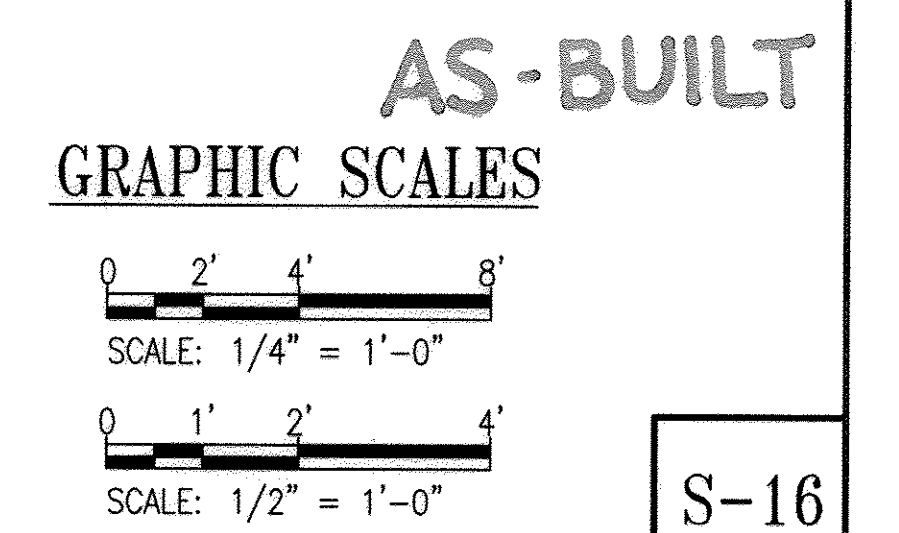 AS-BUILT
GRAPHIC SCALES
0 2' 4' 8'
SCALE: 1/4" = 1'-0"
0 1' 2' 4'
SCALE: 1/2" = 1'-0"
S-16